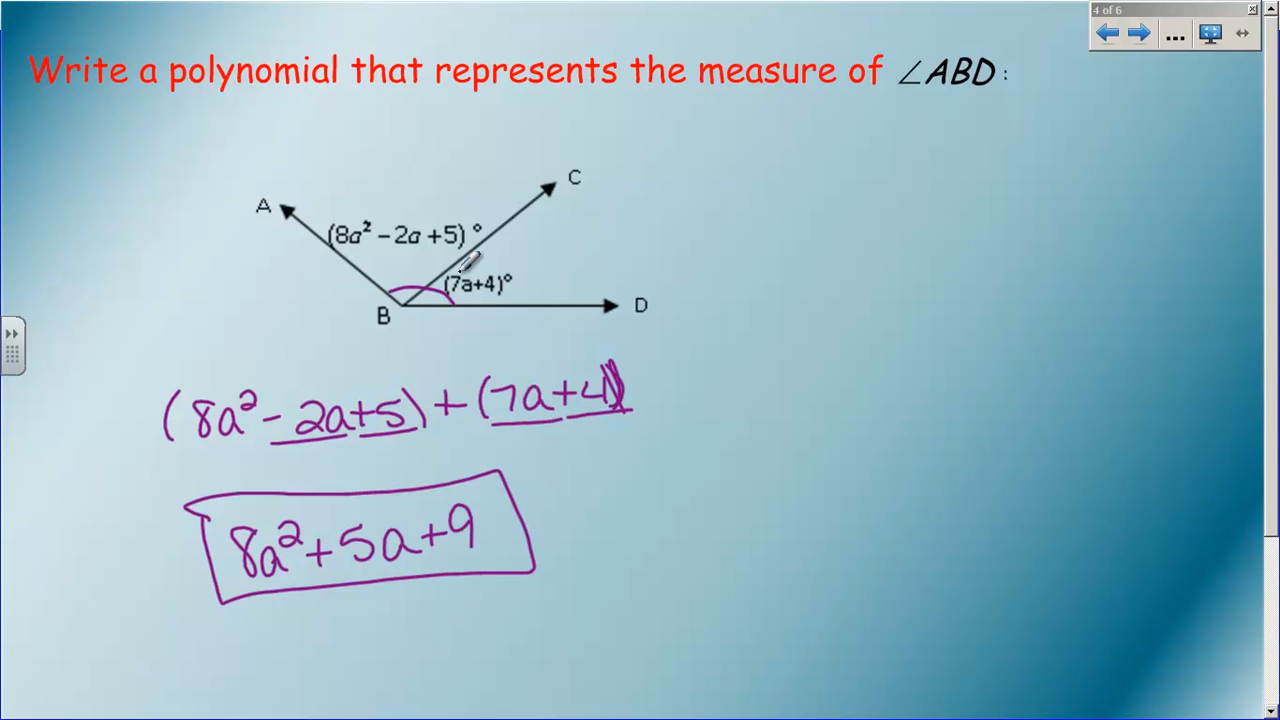 4 of 6
Write a polynomial that represents the measure of ∠ABD :
C
A
(8a² – 2a +5) °
(7a+4)°
B
D
(8a² - 2a+5) + (7a+4)
8a² + 5a + 9